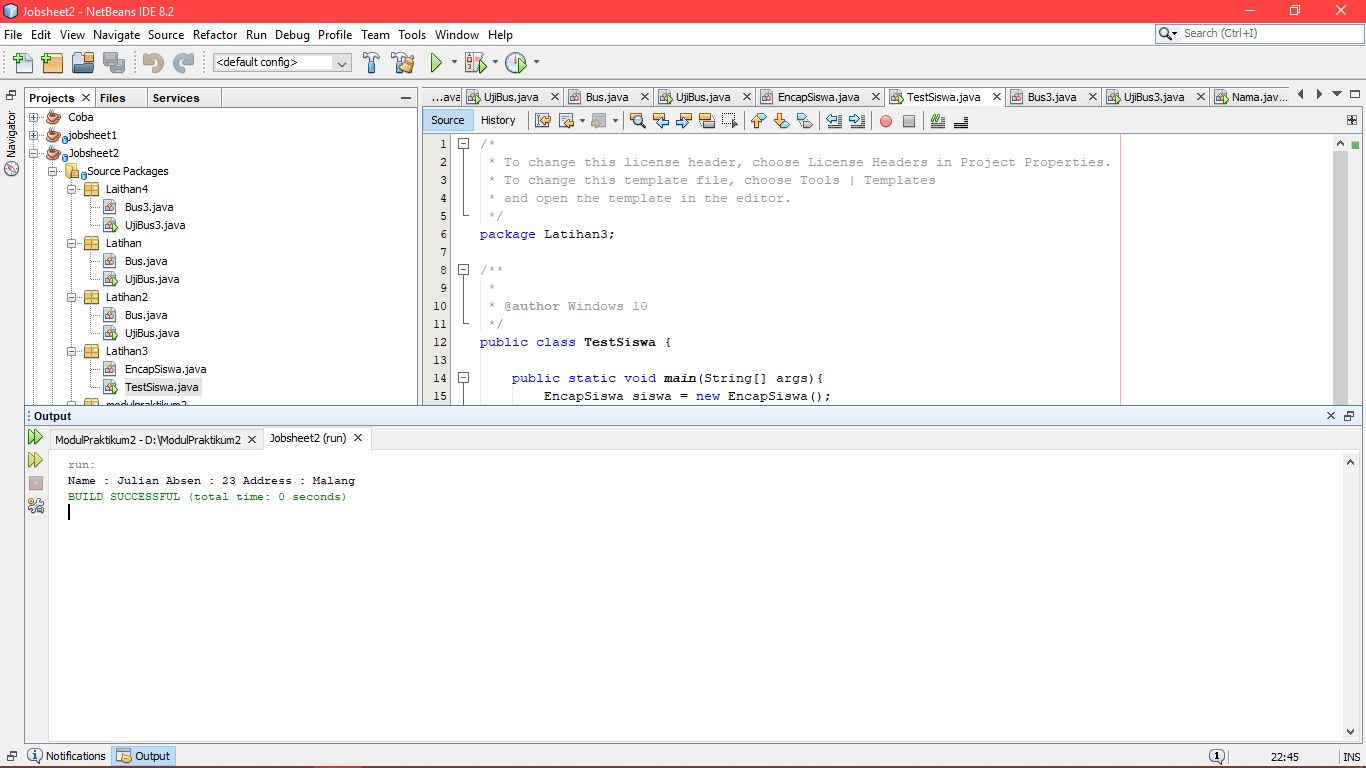 Jobsheet2 - NetBeans IDE 8.2
File Edit View Navigate Source Refactor Run Debug Profile Team Tools Window Help
Search (Ctrl+I)
<default config>
Projects Files Services
Navigator
Coba
jobsheet1
Jobsheet2
Source Packages
Laithan4
Bus3.java
UjiBus3.java
Latihan
Bus.java
UjiBus.java
Latihan2
Bus.java
UjiBus.java
Latihan3
EncapSiswa.java
TestSiswa.java
modulpraktikum2
...ava UjiBus.java Bus.java UjiBus.java EncapSiswa.java TestSiswa.java Bus3.java UjiBus3.java Nama.jav...
Source History
1 /*
2 * To change this license header, choose License Headers in Project Properties.
3 * To change this template file, choose Tools | Templates
4 * and open the template in the editor.
5 */
6 package Latihan3;
7
8 /**
9 *
10 * @author Windows 10
11 */
12 public class TestSiswa {
13
14 public static void main(String[] args){
15 EncapSiswa siswa = new EncapSiswa();
Output
ModulPraktikum2 - D:\ModulPraktikum2 Jobsheet2 (run)
run:
Name : Julian Absen : 23 Address : Malang
BUILD SUCCESSFUL (total time: 0 seconds)
Notifications Output
1 22:45 INS